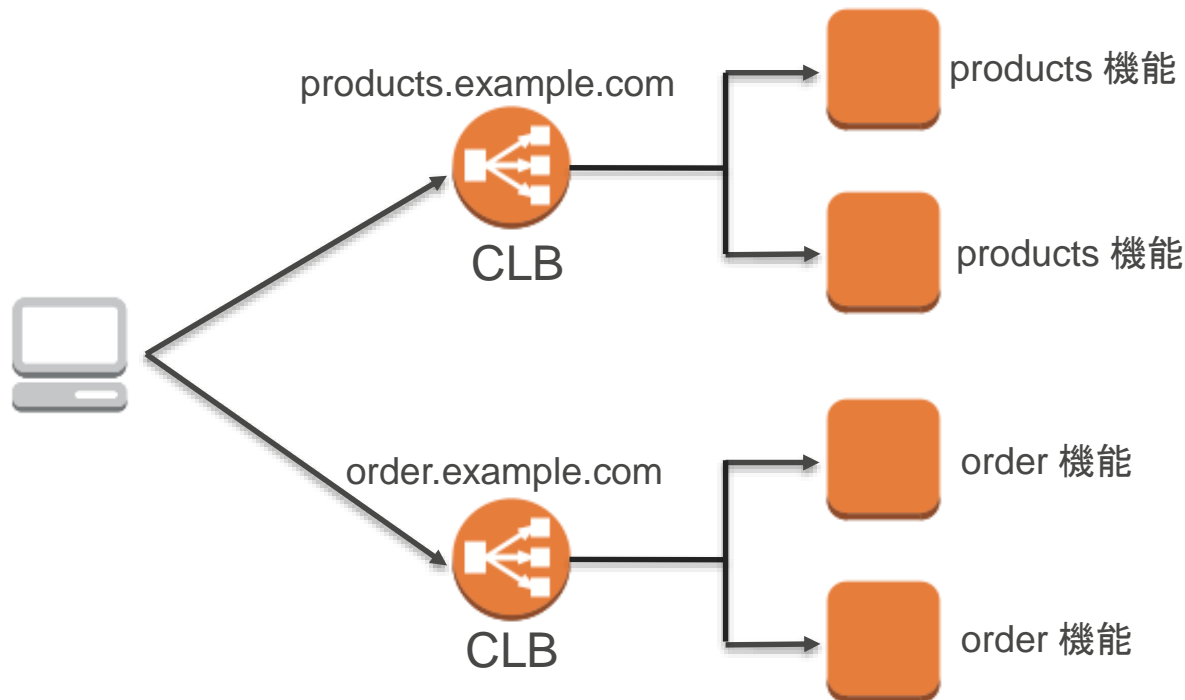 products.example.com
CLB
products 機能
products 機能
order.example.com
CLB
order 機能
order 機能